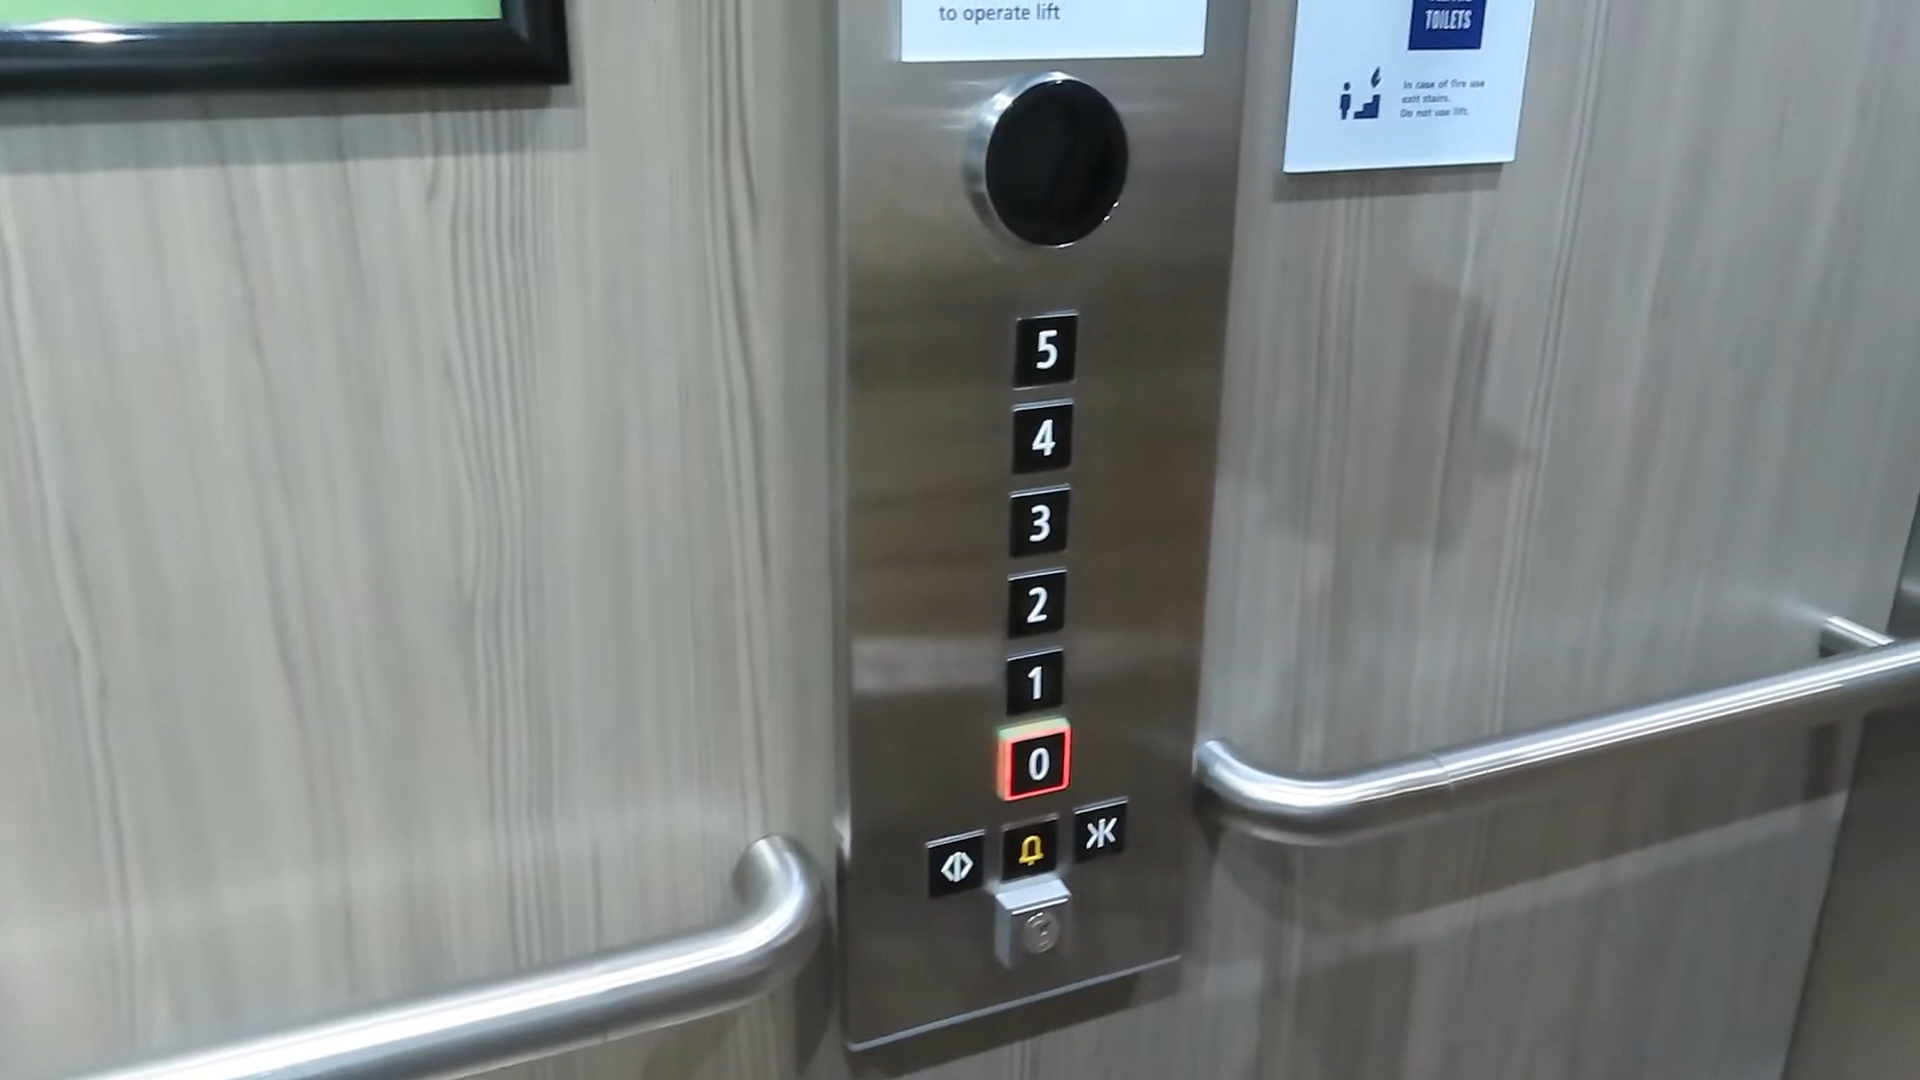 to operate lift
TOILETS
In case of fire use
exit stairs.
Do not use lift.
5
4
3
2
1
0